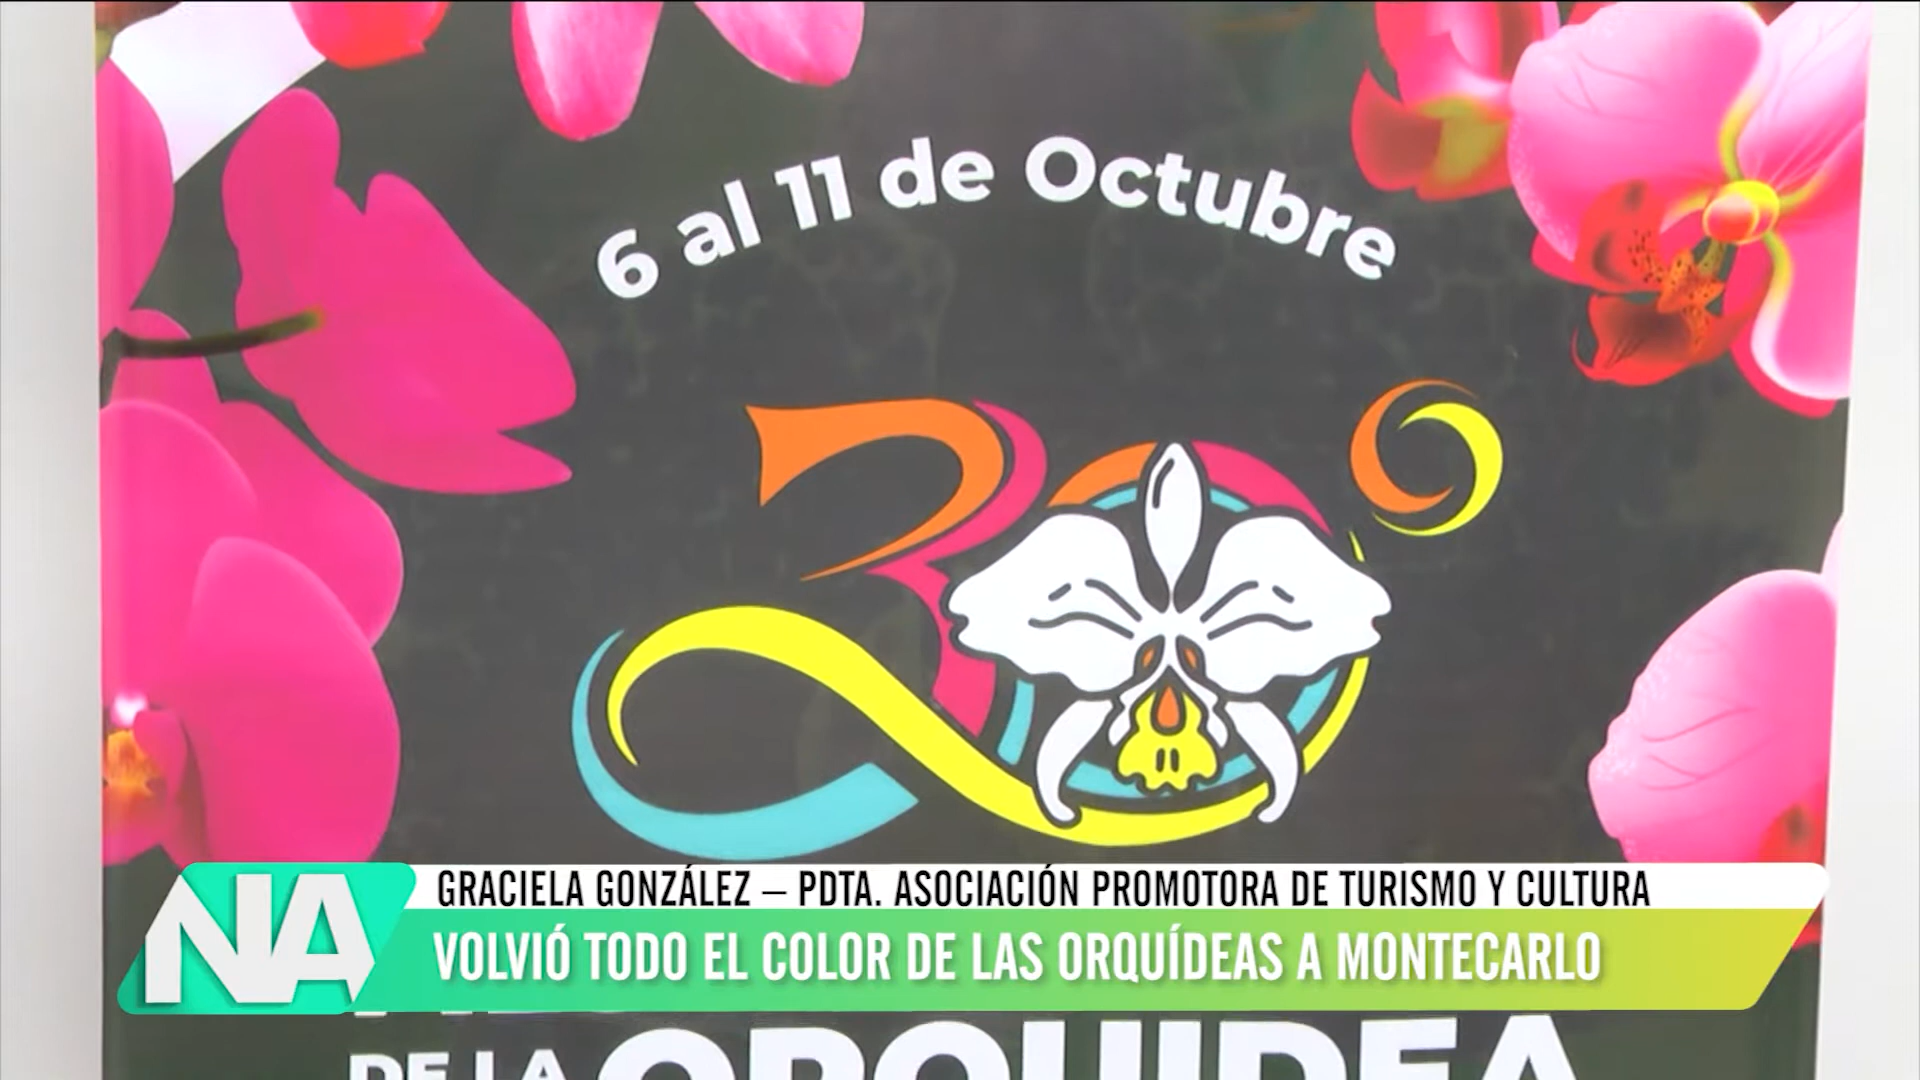 6 al 11 de Octubre
30°
NA
GRACIELA GONZÁLEZ – PDTA. ASOCIACIÓN PROMOTORA DE TURISMO Y CULTURA
VOLVIÓ TODO EL COLOR DE LAS ORQUÍDEAS A MONTECARLO
DE LA ORQUIDEA